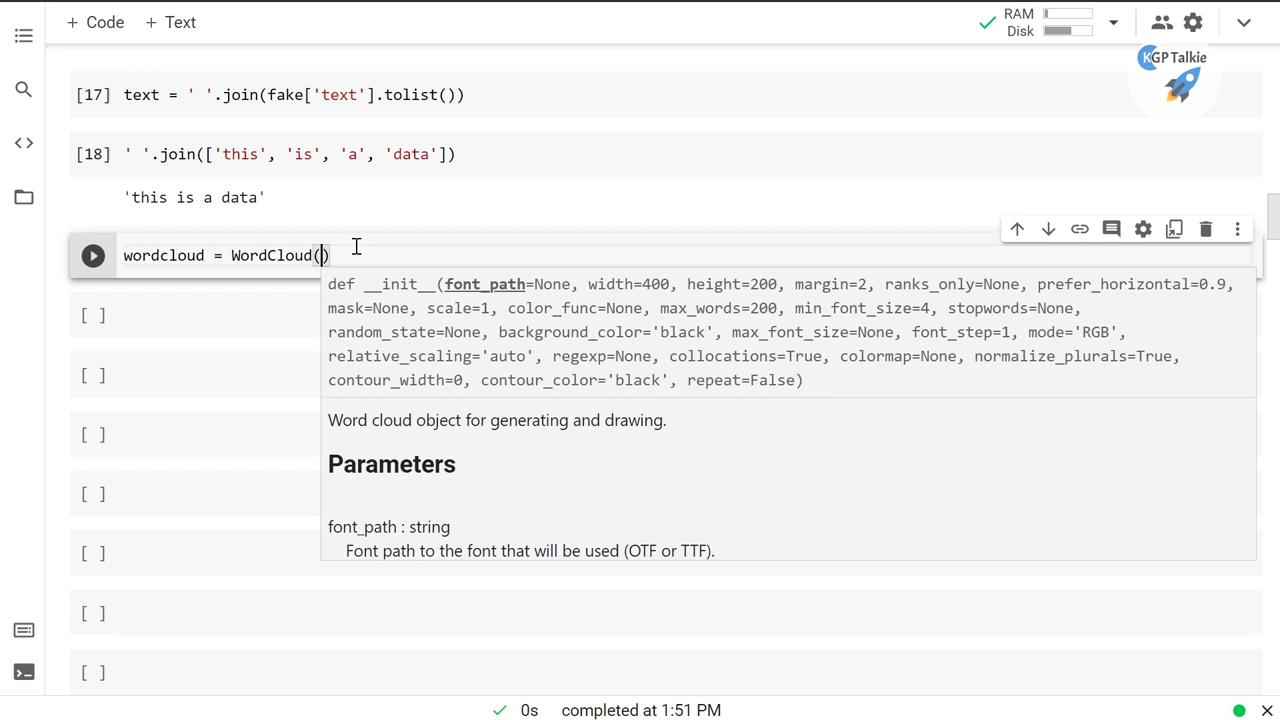 + Code + Text
RAM
Disk
KGP Talkie
[17] text = ' '.join(fake['text'].tolist())
[18] ' '.join(['this', 'is', 'a', 'data'])
'this is a data'
wordcloud = WordCloud()
def __init__(font_path=None, width=400, height=200, margin=2, ranks_only=None, prefer_horizontal=0.9,
mask=None, scale=1, color_func=None, max_words=200, min_font_size=4, stopwords=None,
random_state=None, background_color='black', max_font_size=None, font_step=1, mode='RGB',
relative_scaling='auto', regexp=None, collocations=True, colormap=None, normalize_plurals=True,
contour_width=0, contour_color='black', repeat=False)
[ ]
[ ]
Word cloud object for generating and drawing.
[ ]
Parameters
[ ]
font_path : string
Font path to the font that will be used (OTF or TTF).
[ ]
[ ]
[ ]
0s completed at 1:51 PM